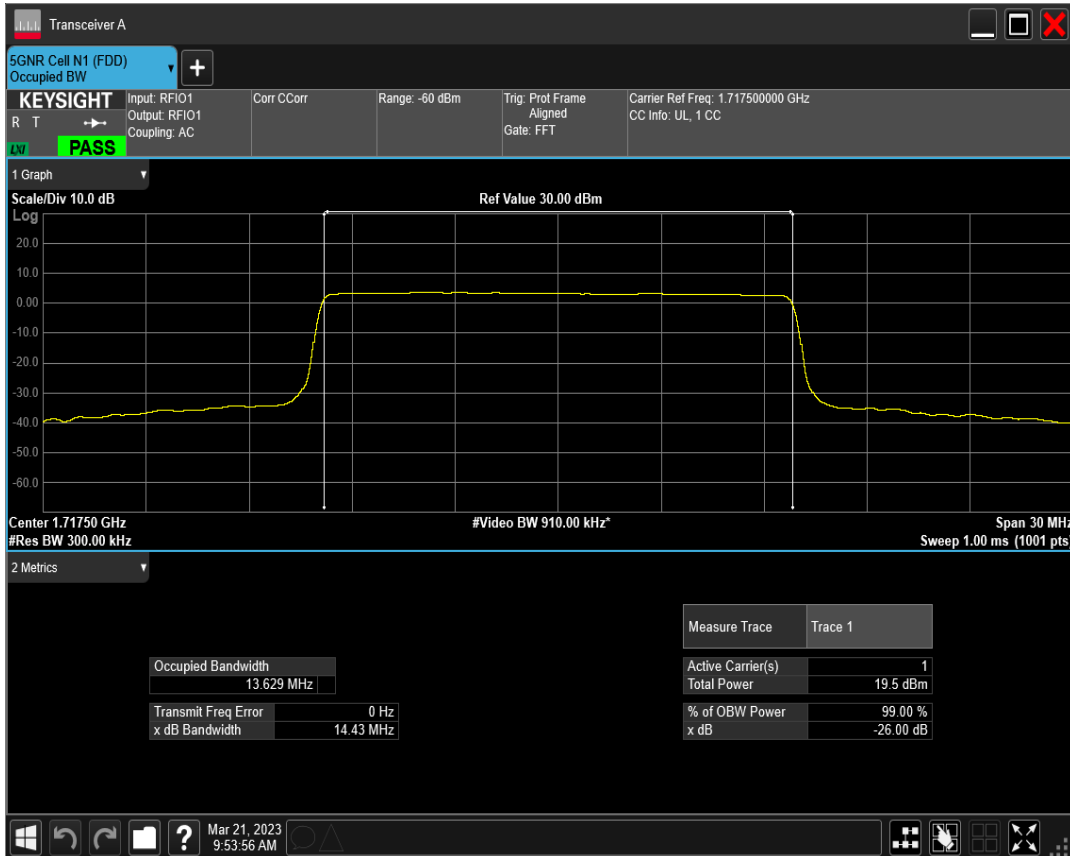 Transceiver A
5GNR Cell N1 (FDD)
Occupied BW
+
KEYSIGHT
R T
LXI
PASS
Input: RFIO1
Output: RFIO1
Coupling: AC
Corr CCorr
Range: -60 dBm
Trig: Prot Frame
Aligned
Gate: FFT
Carrier Ref Freq: 1.717500000 GHz
CC Info: UL, 1 CC
1 Graph
Scale/Div 10.0 dB
Ref Value 30.00 dBm
Log
20.0
10.0
0.00
-10.0
-20.0
-30.0
-40.0
-50.0
-60.0
Center 1.71750 GHz
#Video BW 910.00 kHz*
Span 30 MHz
#Res BW 300.00 kHz
Sweep 1.00 ms (1001 pts)
2 Metrics
Measure Trace Trace 1
Occupied Bandwidth
13.629 MHz
Active Carrier(s) 1
Total Power 19.5 dBm
Transmit Freq Error 0 Hz
x dB Bandwidth 14.43 MHz
% of OBW Power 99.00 %
x dB -26.00 dB
?
Mar 21, 2023
9:53:56 AM